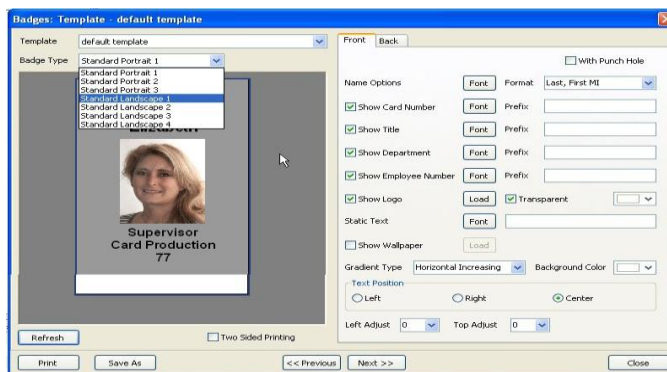 Badges: Template - default template
Template default template
Badge Type Standard Portrait 1
Standard Portrait 1
Standard Portrait 2
Standard Portrait 3
Standard Landscape 1
Standard Landscape 2
Standard Landscape 3
Standard Landscape 4
Elizabeth
Supervisor
Card Production
77
Refresh
Two Sided Printing
Front Back
With Punch Hole
Name Options Font Format Last, First MI
Show Card Number Font Prefix
Show Title Font Prefix
Show Department Font Prefix
Show Employee Number Font Prefix
Show Logo Load Transparent
Static Text Font
Show Wallpaper Load
Gradient Type Horizontal Increasing Background Color
Text Position
Left Right Center
Left Adjust 0 Top Adjust 0
Print Save As << Previous Next >> Close